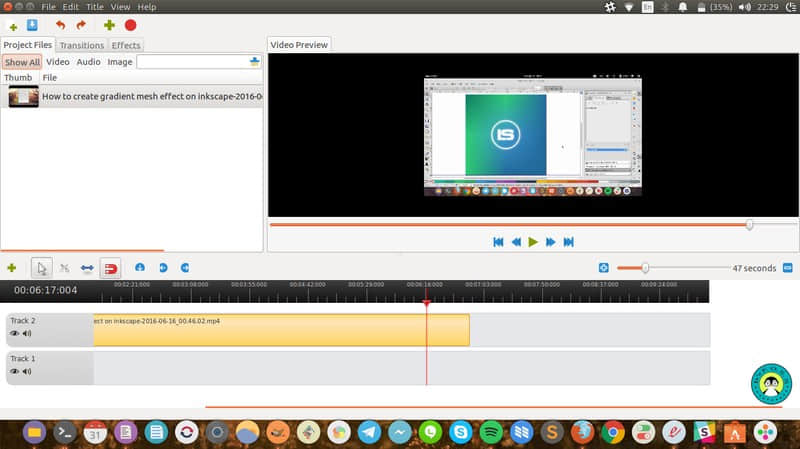 File Edit Title View Help
En
(35%)
22:29
Project Files Transitions Effects
Show All Video Audio Image
Thumb File
How to create gradient mesh effect on inkscape-2016-0
Video Preview
IS
47 seconds
00:06:17:004
00:02:21:000 00:03:08:000 00:03:55:000 00:04:42:000 00:05:29:000 00:06:16:000 00:07:03:000 00:07:50:000 00:08:37:000 00:09:24:000
Track 2
ect on inkscape-2016-06-16_00.46.02.mp4
Track 1
31